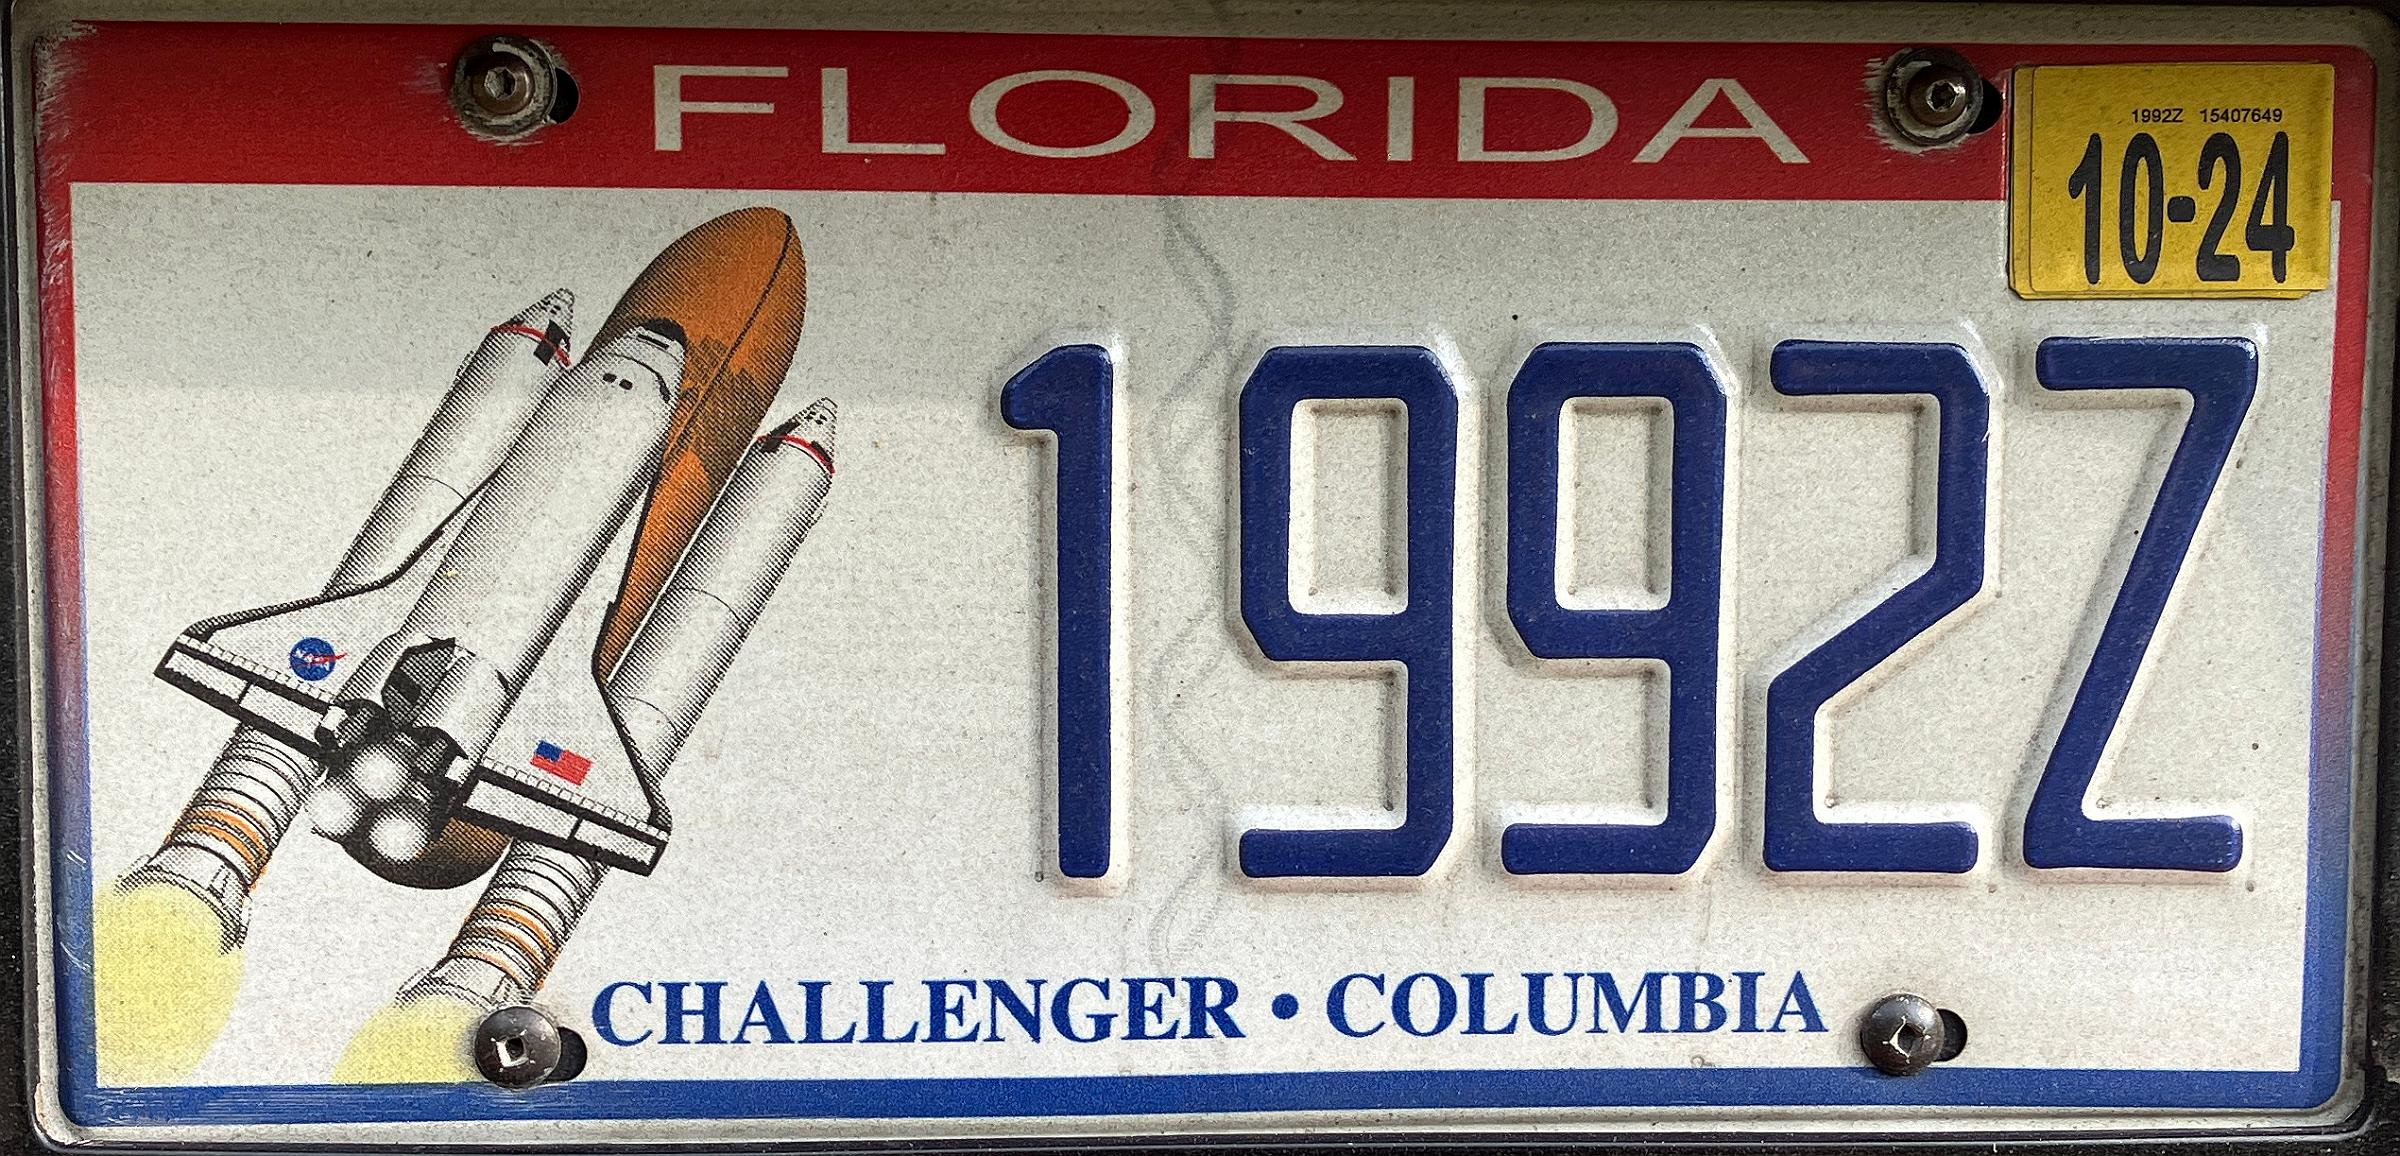 FLORIDA
1992Z 15407649
10-24
1992Z
CHALLENGER • COLUMBIA